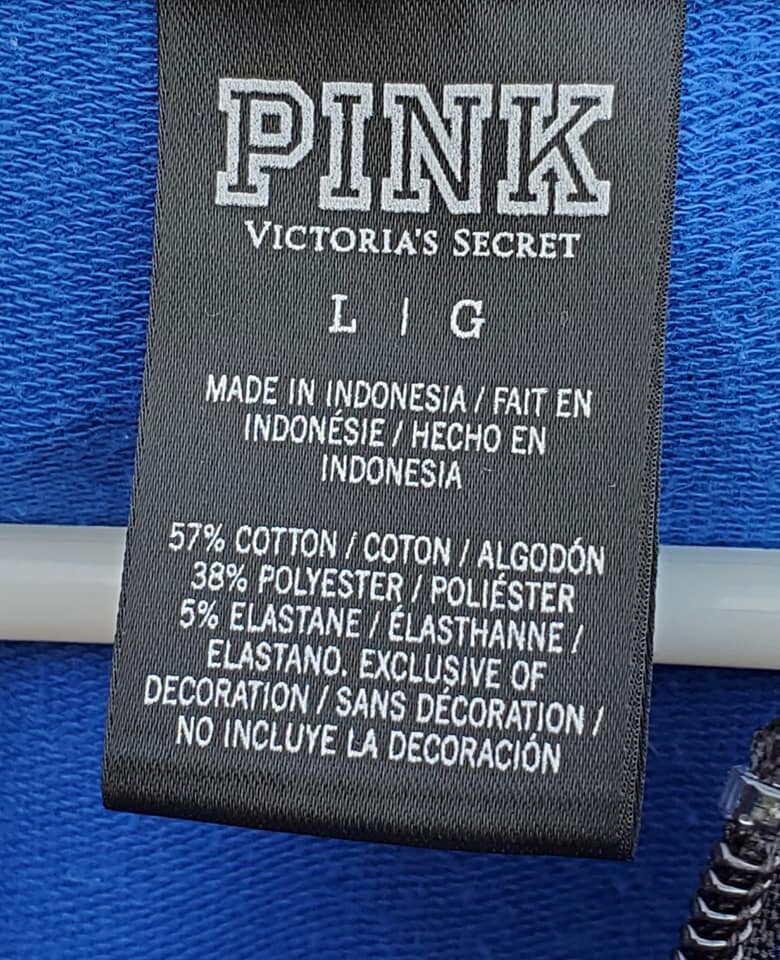 PINK
VICTORIA'S SECRET
L | G
MADE IN INDONESIA / FAIT EN
INDONÉSIE / HECHO EN
INDONESIA
57% COTTON / COTON / ALGODÓN
38% POLYESTER / POLIÉSTER
5% ELASTANE / ÉLASTHANNE /
ELASTANO. EXCLUSIVE OF
DECORATION / SANS DÉCORATION /
NO INCLUYE LA DECORACIÓN